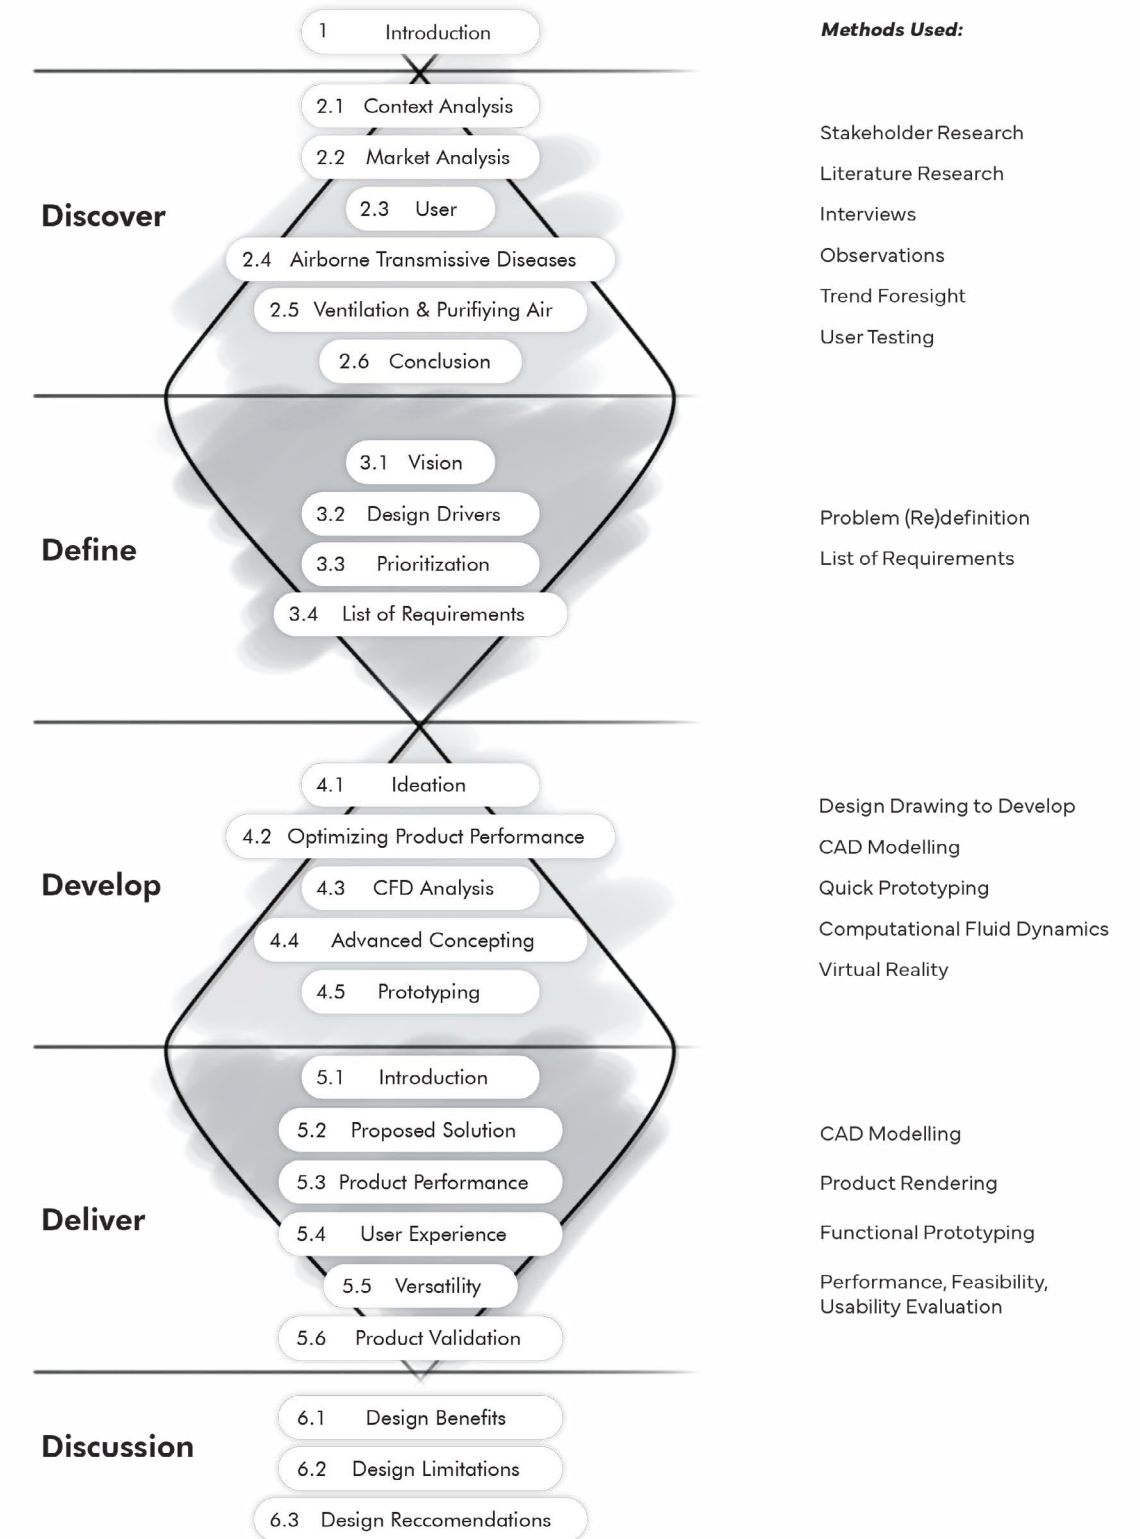 1 Introduction
Methods Used:
Discover
2.1 Context Analysis
2.2 Market Analysis
2.3 User
2.4 Airborne Transmissive Diseases
2.5 Ventilation & Purifiying Air
2.6 Conclusion
Stakeholder Research
Literature Research
Interviews
Observations
Trend Foresight
User Testing
Define
3.1 Vision
3.2 Design Drivers
3.3 Prioritization
3.4 List of Requirements
Problem (Re)definition
List of Requirements
Develop
4.1 Ideation
4.2 Optimizing Product Performance
4.3 CFD Analysis
4.4 Advanced Concepting
4.5 Prototyping
Design Drawing to Develop
CAD Modelling
Quick Prototyping
Computational Fluid Dynamics
Virtual Reality
Deliver
5.1 Introduction
5.2 Proposed Solution
5.3 Product Performance
5.4 User Experience
5.5 Versatility
5.6 Product Validation
CAD Modelling
Product Rendering
Functional Prototyping
Performance, Feasibility,
Usability Evaluation
Discussion
6.1 Design Benefits
6.2 Design Limitations
6.3 Design Reccomendations